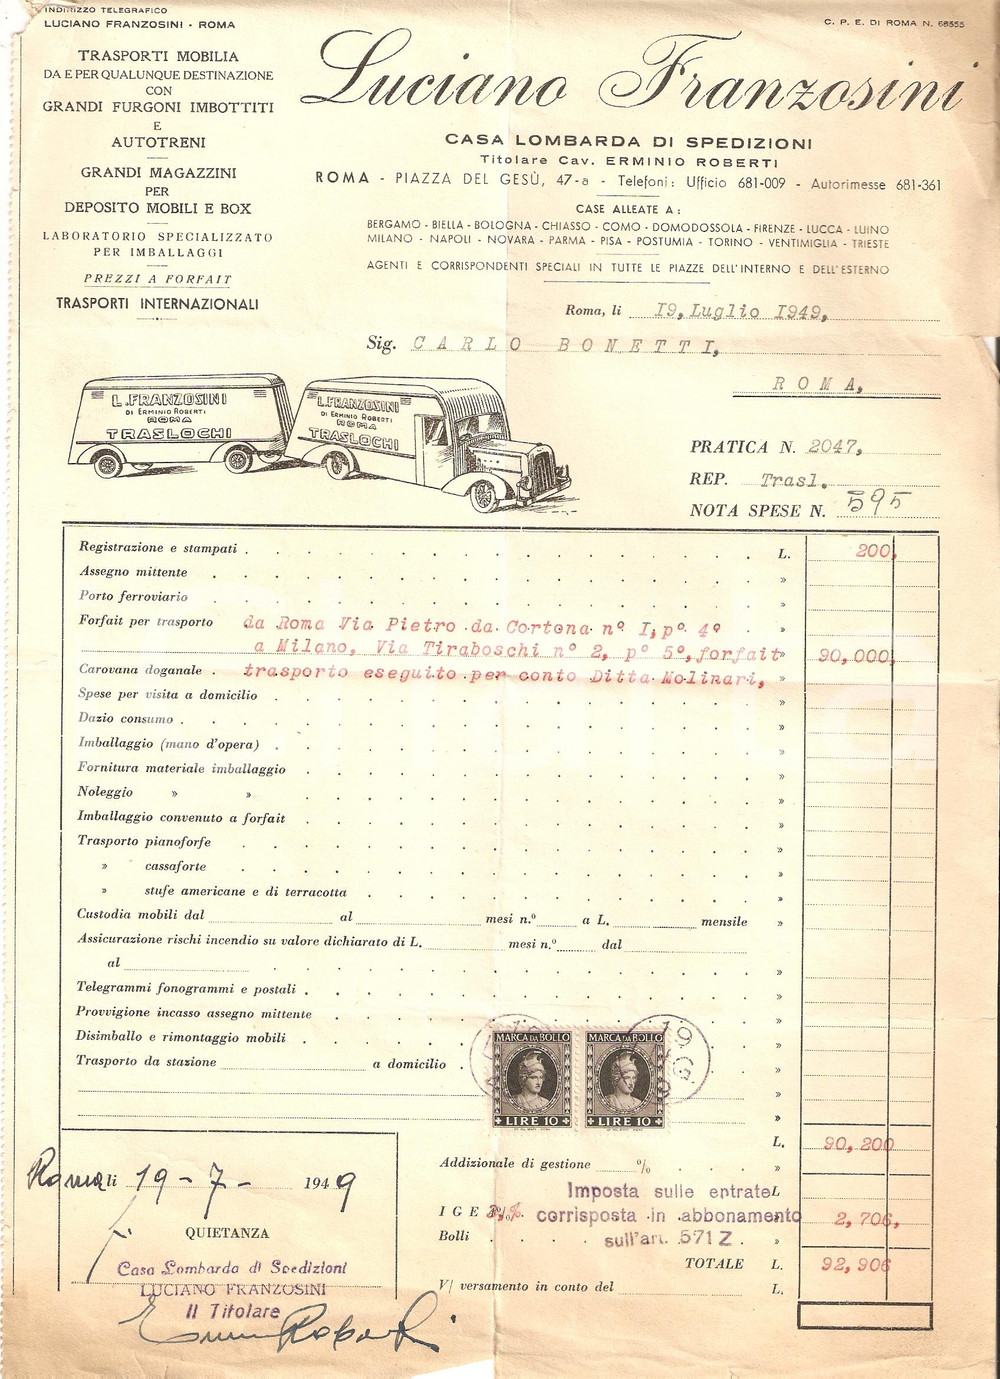 INDIRIZZO TELEGRAFICO
LUCIANO FRANZOSINI - ROMA
C. P. E. DI ROMA N. 68555
TRASPORTI MOBILIA
DA E PER QUALUNQUE DESTINAZIONE
CON
GRANDI FURGONI IMBOTTITI
E
AUTOTRENI
GRANDI MAGAZZINI
PER
DEPOSITO MOBILI E BOX
LABORATORIO SPECIALIZZATO
PER IMBALLAGGI
PREZZI A FORFAIT
TRASPORTI INTERNAZIONALI
Luciano Franzosini
CASA LOMBARDA DI SPEDIZIONI
Titolare Cav. ERMINIO ROBERTI
ROMA - PIAZZA DEL GESÙ, 47-a - Telefoni: Ufficio 681-009 - Autorimesse 681-361
CASE ALLEATE A:
BERGAMO - BIELLA - BOLOGNA - CHIASSO - COMO - DOMODOSSOLA - FIRENZE - LUCCA - LUINO
MILANO - NAPOLI - NOVARA - PARMA - PISA - POSTUMIA - TORINO - VENTIMIGLIA - TRIESTE
AGENTI E CORRISPONDENTI SPECIALI IN TUTTE LE PIAZZE DELL'INTERNO E DELL'ESTERNO
Roma, li 19, Luglio 1949,
Sig. CARLO BONETTI,
ROMA,
L. FRANZOSINI
DI ERMINIO ROBERTI
ROMA
TRASLOCHI
L. FRANZOSINI
DI ERMINIO ROBERTI
ROMA
TRASLOCHI
PRATICA N. 2047,
REP. Trasl.
NOTA SPESE N. 595
Registrazione e stampati L. 200,
Assegno mittente »
Porto ferroviario »
Forfait per trasporto da Roma Via Pietro da Cortona n° I, p° 4°
a Milano, Via Tiraboschi n° 2, p° 5°, forfait » 90,000,
Carovana doganale trasporto eseguito per conto Ditta Molinari, »
Spese per visita a domicilio »
Dazio consumo »
Imballaggio (mano d'opera) »
Fornitura materiale imballaggio »
Noleggio » » »
Imballaggio convenuto a forfait »
Trasporto pianoforfe »
» cassaforte »
» stufe americane e di terracotta »
Custodia mobili dal al mesi n.° a L. mensile »
Assicurazione rischi incendio su valore dichiarato di L. mesi n.° dal
al »
Telegrammi fonogrammi e postali »
Provvigione incasso assegno mittente »
Disimballo e rimontaggio mobili »
Trasporto da stazione a domicilio »
»
»
MARCA DA BOLLO
LIRE 10
MARCA DA BOLLO
LIRE 10
L. 90,200
Addizionale di gestione % »
Imposta sulle entrate L
I G E 3% corrisposta in abbonamento 2,706,
Bolli sull'art. 571 Z. »
TOTALE L. 92,906
V/ versamento in conto del L.
Roma li 19 - 7 - 1949
QUIETANZA
Casa Lombarda di Spedizioni
LUCIANO FRANZOSINI
Il Titolare